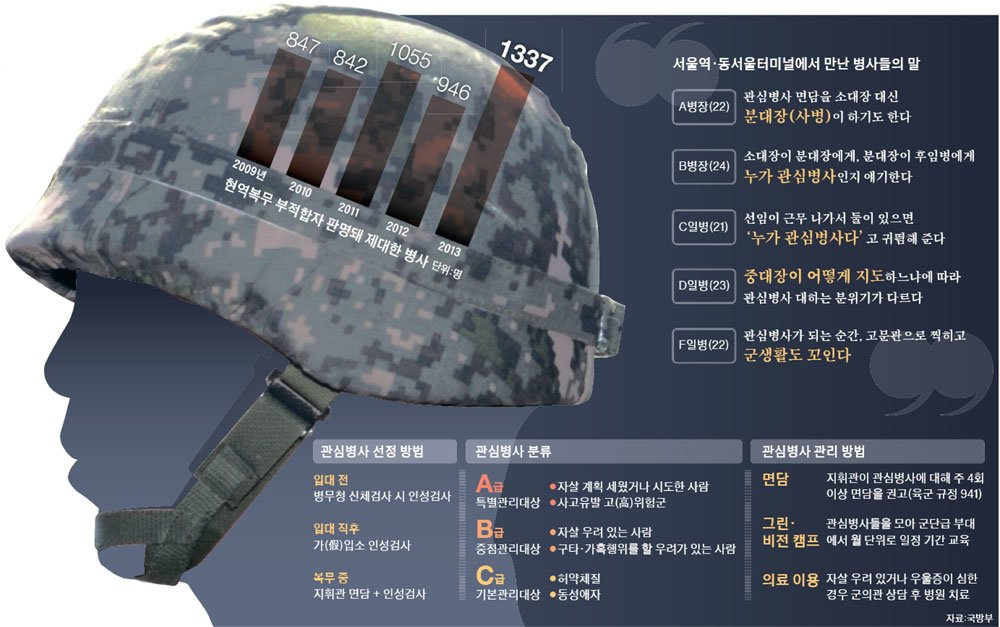 847
842
1055
946
1337
2009년
2010
2011
2012
2013
현역복무 부적합자 판명돼 제대한 병사 단위:명
서울역·동서울터미널에서 만난 병사들의 말
A병장(22)
관심병사 면담을 소대장 대신
분대장(사병)이 하기도 한다
B병장(24)
소대장이 분대장에게, 분대장이 후임병에게
누가 관심병사인지 얘기한다
C일병(21)
선임이 근무 나가서 둘이 있으면
‘누가 관심병사다’고 귀띔해 준다
D일병(23)
중대장이 어떻게 지도하느냐에 따라
관심병사 대하는 분위기가 다르다
F일병(22)
관심병사가 되는 순간, 고문관으로 찍히고
군생활도 꼬인다
관심병사 선정 방법
입대 전
병무청 신체검사 시 인성검사
입대 직후
가(假)입소 인성검사
복무 중
지휘관 면담 + 인성검사
관심병사 분류
A급
특별관리대상
●자살 계획 세웠거나 시도한 사람
●사고유발 고(高)위험군
B급
중점관리대상
●자살 우려 있는 사람
●구타·가혹행위를 할 우려가 있는 사람
C급
기본관리대상
●허약체질
●동성애자
관심병사 관리 방법
면담
지휘관이 관심병사에 대해 주 4회
이상 면담을 권고(육군 규정 941)
그린·
비전 캠프
관심병사들을 모아 군단급 부대
에서 월 단위로 일정 기간 교육
의료 이용
자살 우려 있거나 우울증이 심한
경우 군의관 상담 후 병원 치료
자료:국방부